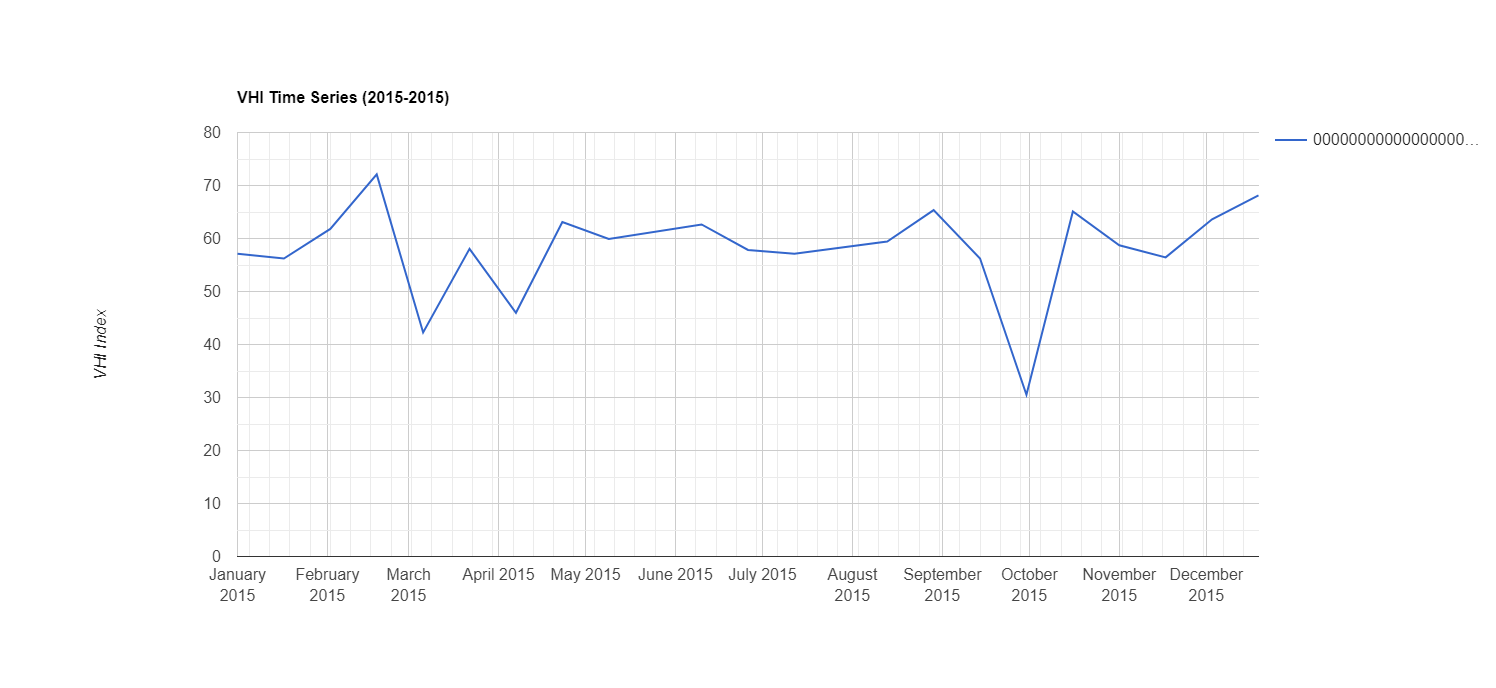 VHI Time Series (2015-2015)
00000000000000000...
80
70
60
50
40
30
20
10
0
VHI Index
January 2015
February 2015
March 2015
April 2015
May 2015
June 2015
July 2015
August 2015
September 2015
October 2015
November 2015
December 2015